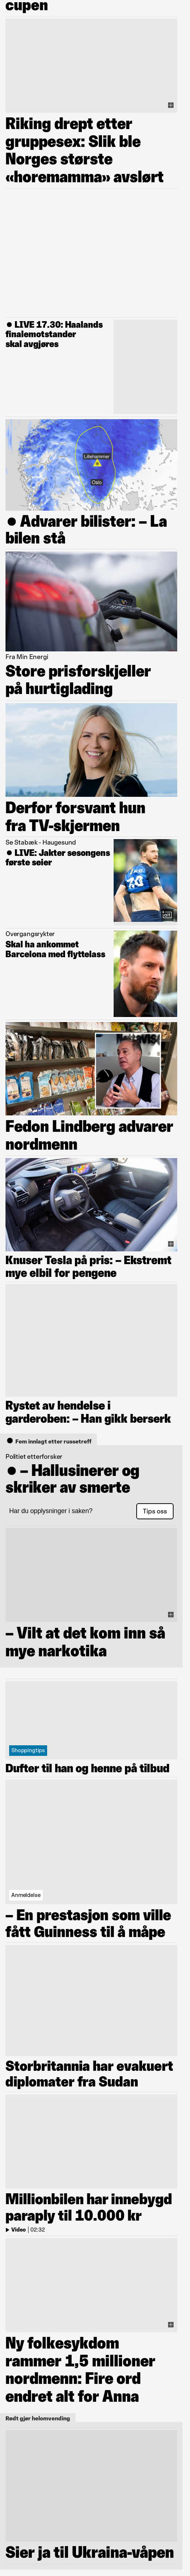 cupen
Riking drept etter
gruppesex: Slik ble
Norges største
«horemamma» avslørt
LIVE 17.30: Haalands
finalemotstander
skal avgjøres
Lillehammer
Oslo
Advarer bilister: – La
bilen stå
Fra Min Energi
Store prisforskjeller
på hurtiglading
Derfor forsvant hun
fra TV-skjermen
Se Stabæk - Haugesund
LIVE: Jakter sesongens
første seier
Overgangarykter
Skal ha ankommet
Barcelona med flyttelass
Fedon Lindberg advarer
nordmenn
Knuser Tesla på pris: – Ekstremt
mye elbil for pengene
Rystet av hendelse i
garderoben: – Han gikk berserk
Fem innlagt etter russetreff
Politiet etterforsker
– Hallusinerer og
skriker av smerte
Har du opplysninger i saken?
Tips oss
– Vilt at det kom inn så
mye narkotika
Shoppingtips
Dufter til han og henne på tilbud
Anmeldelse
– En prestasjon som ville
fått Guinness til å måpe
Storbritannia har evakuert
diplomater fra Sudan
Millionbilen har innebygd
paraply til 10.000 kr
Video | 02:32
Ny folkesykdom
rammer 1,5 millioner
nordmenn: Fire ord
endret alt for Anna
Rødt gjør helomvending
Sier ja til Ukraina-våpen